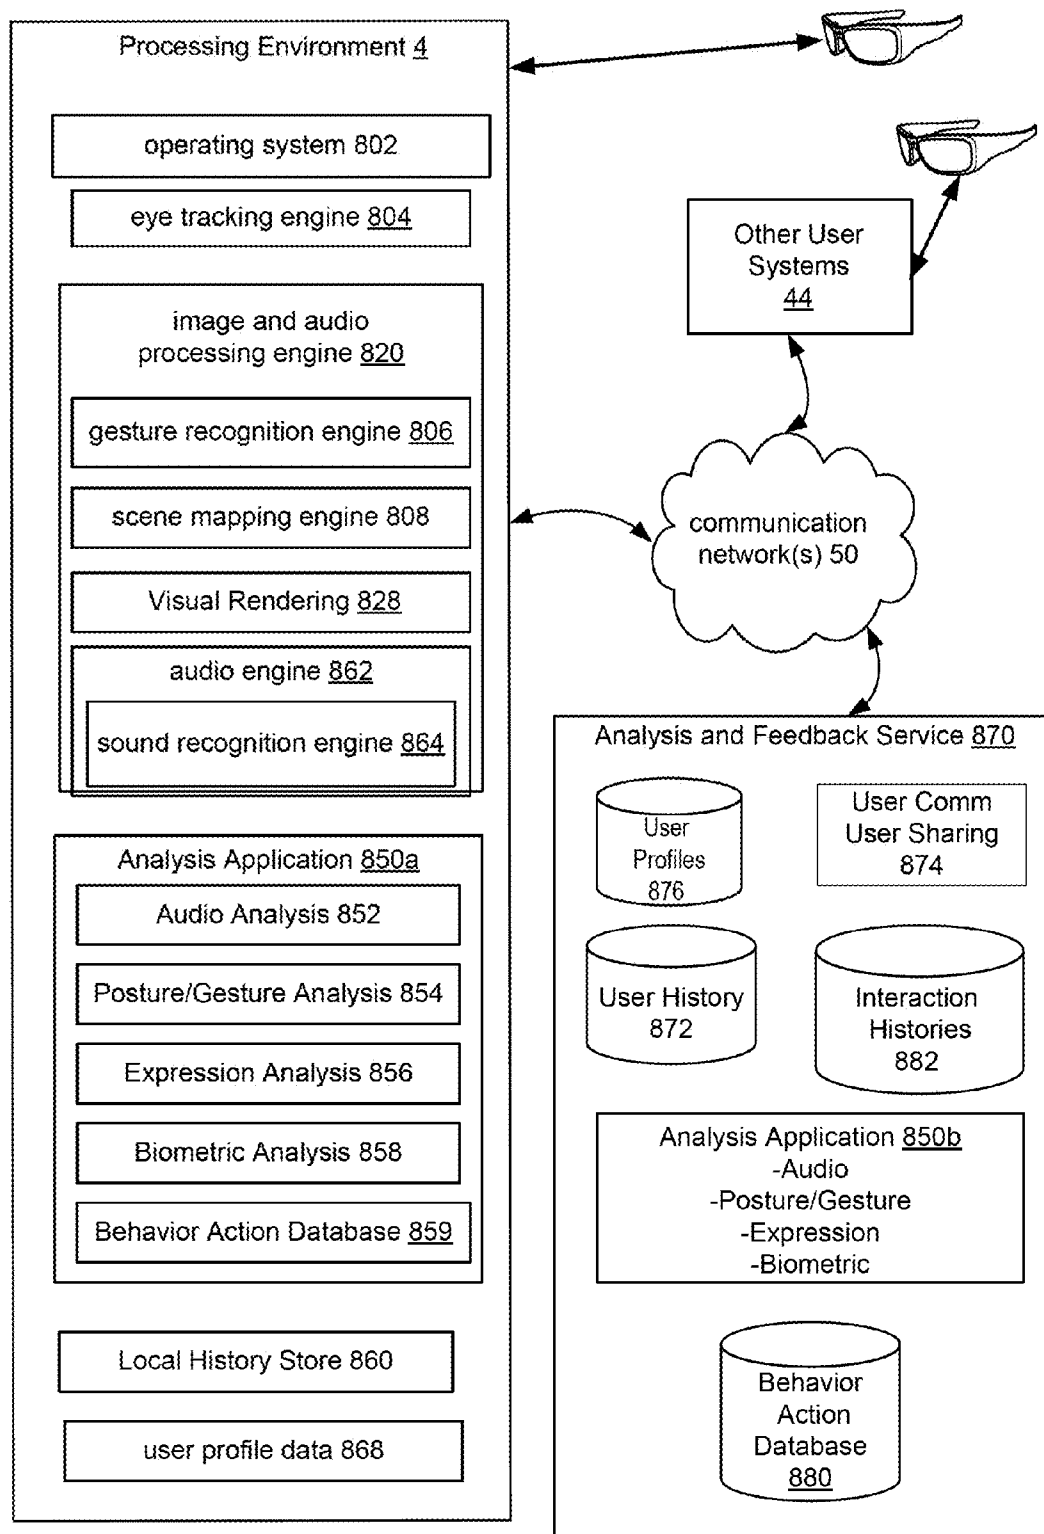 Processing Environment 4
operating system 802
eye tracking engine 804
image and audio
processing engine 820
gesture recognition engine 806
scene mapping engine 808
Visual Rendering 828
audio engine 862
sound recognition engine 864
Analysis Application 850a
Audio Analysis 852
Posture/Gesture Analysis 854
Expression Analysis 856
Biometric Analysis 858
Behavior Action Database 859
Local History Store 860
user profile data 868
Other User
Systems
44
communication
network(s) 50
Analysis and Feedback Service 870
User
Profiles
876
User Comm
User Sharing
874
User History
872
Interaction
Histories
882
Analysis Application 850b
-Audio
-Posture/Gesture
-Expression
-Biometric
Behavior
Action
Database
880